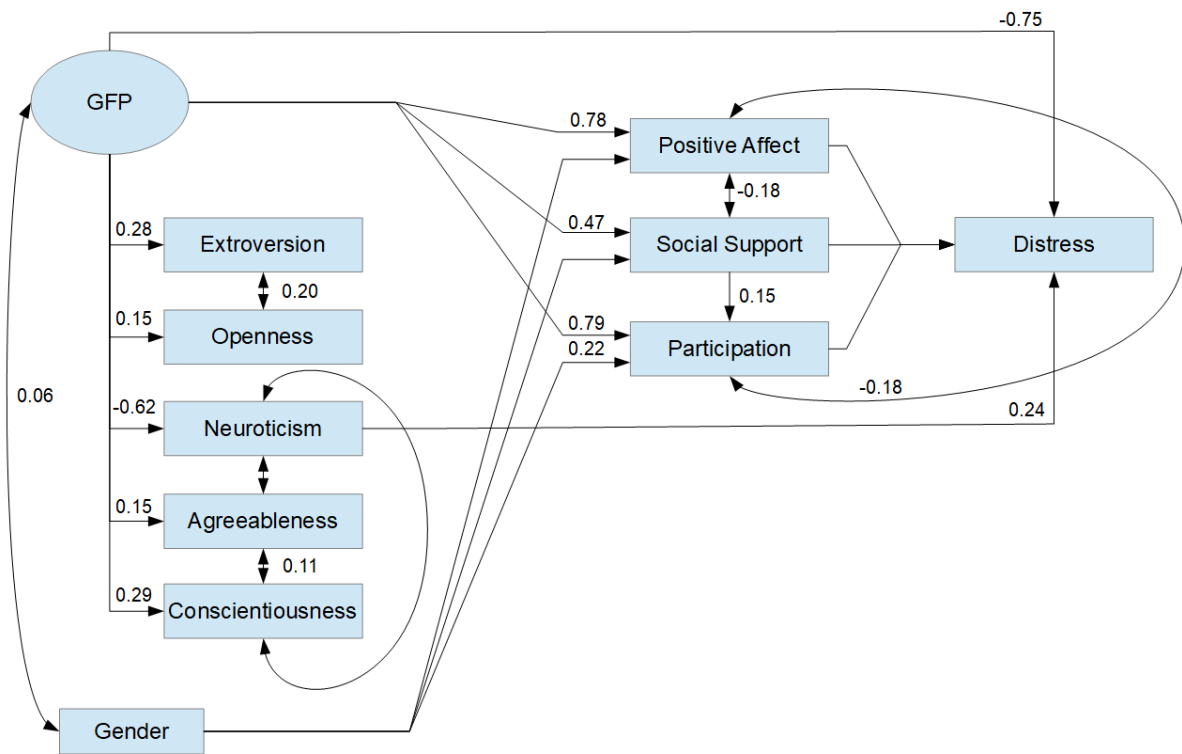 -0.75
GFP
0.78
Positive Affect
-0.18
0.28
Extroversion
0.47
Social Support
Distress
0.20
0.15
0.15
Openness
0.79
Participation
0.22
0.06
-0.18
-0.62
Neuroticism
0.24
0.15
Agreeableness
0.11
0.29
Conscientiousness
Gender